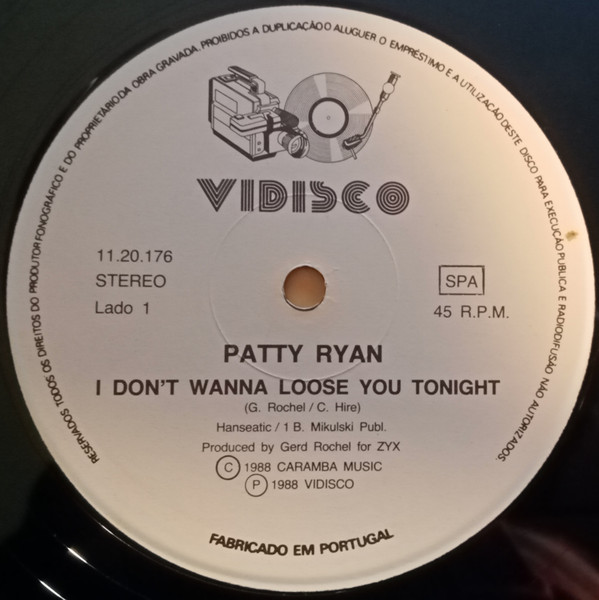 RESERVADOS TODOS OS DIREITOS DO PRODUTOR FONOGRÁFICO E DO PROPRIETÁRIO DA OBRA GRAVADA. PROIBIDOS A DUPLICAÇÃO O ALUGUER O EMPRÉSTIMO E A UTILIZAÇÃO DESTE DISCO PARA EXECUÇÃO PUBLICA E RADIODIFUSÃO NÃO AUTORIZADOS.
VIDISCO
11.20.176
STEREO
Lado 1
SPA
45 R.P.M.
PATTY RYAN
I DON'T WANNA LOOSE YOU TONIGHT
(G. Rochel / C. Hire)
Hanseatic / 1 B. Mikulski Publ.
Produced by Gerd Rochel for ZYX
Ⓒ 1988 CARAMBA MUSIC
Ⓟ 1988 VIDISCO
FABRICADO EM PORTUGAL